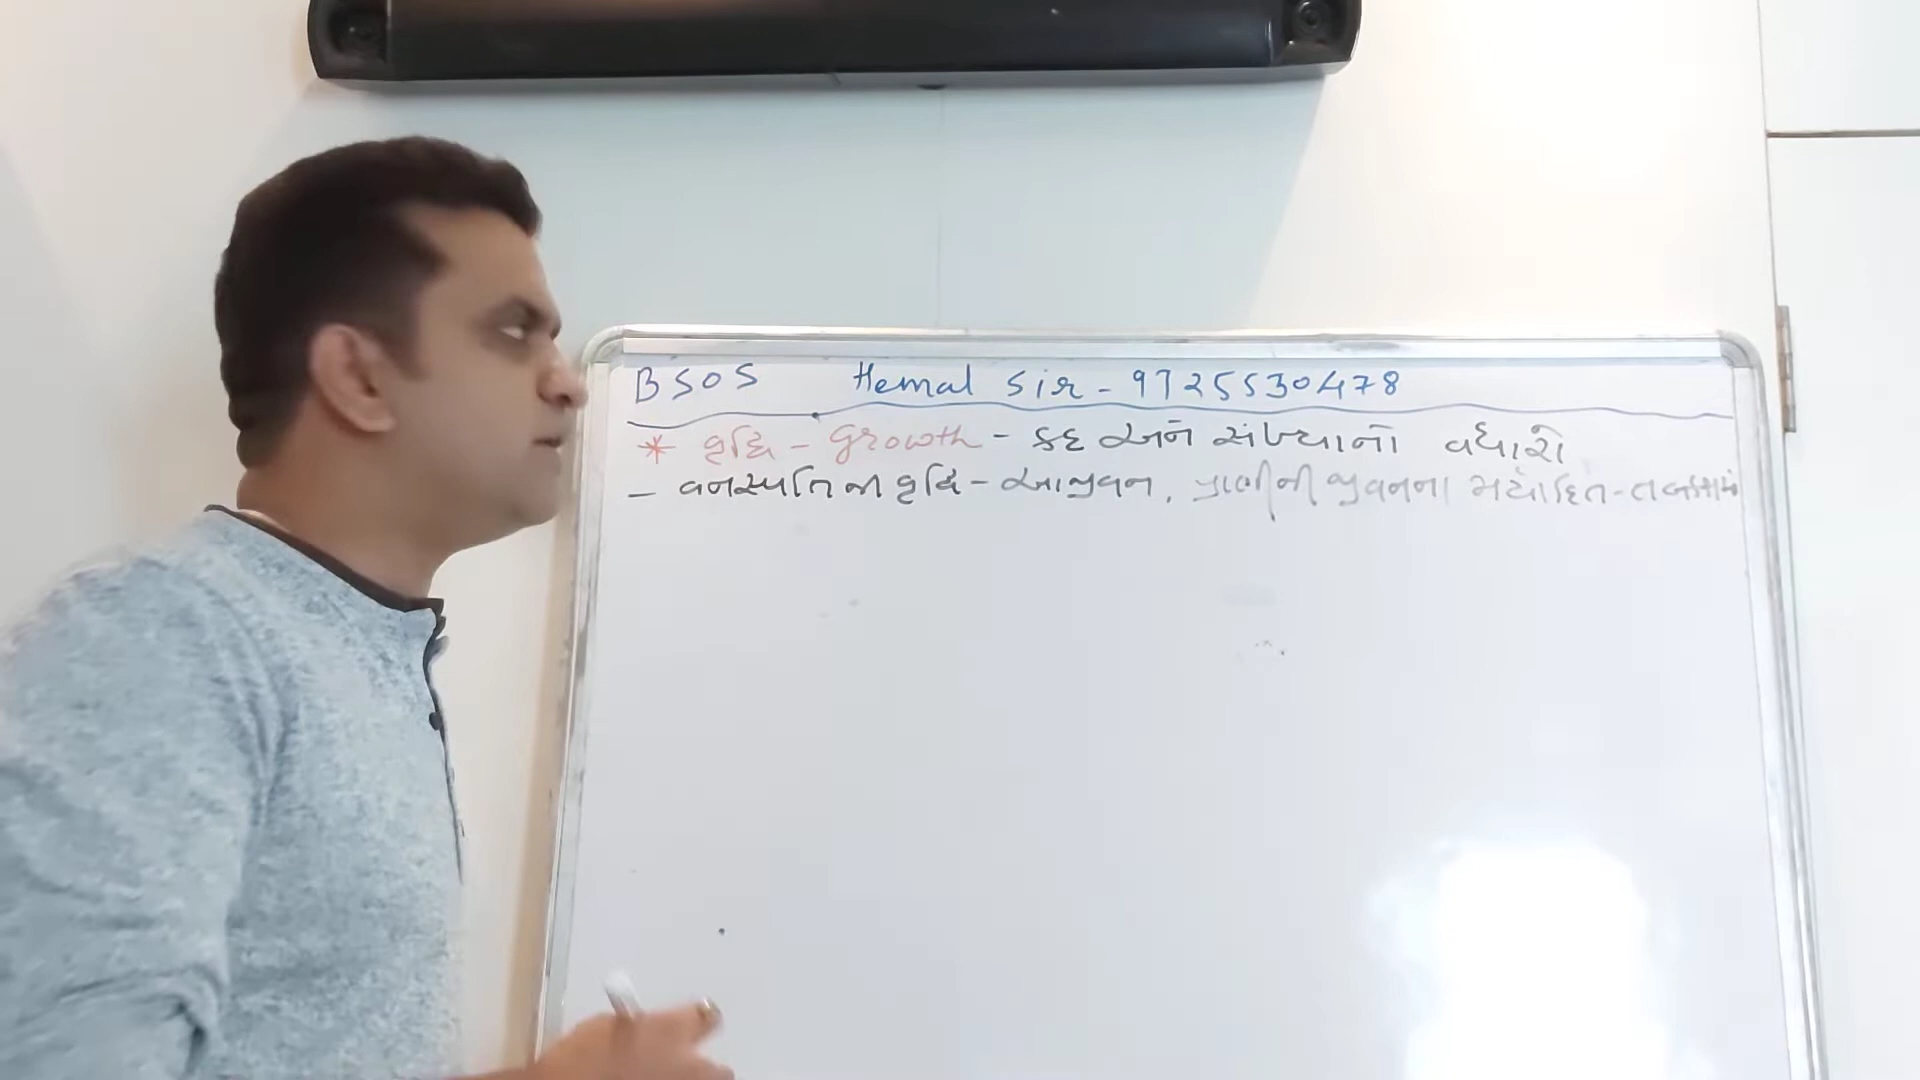 BSOS Hemal Sir - 9725530478
* વૃદ્ધિ - Growth - કદ અને સંખ્યાનો વધારો
- વનસ્પતિના વૃદ્ધિ - આજીવન, પ્રાણીની જીવનના મર્યાદિત - તબક્કામાં